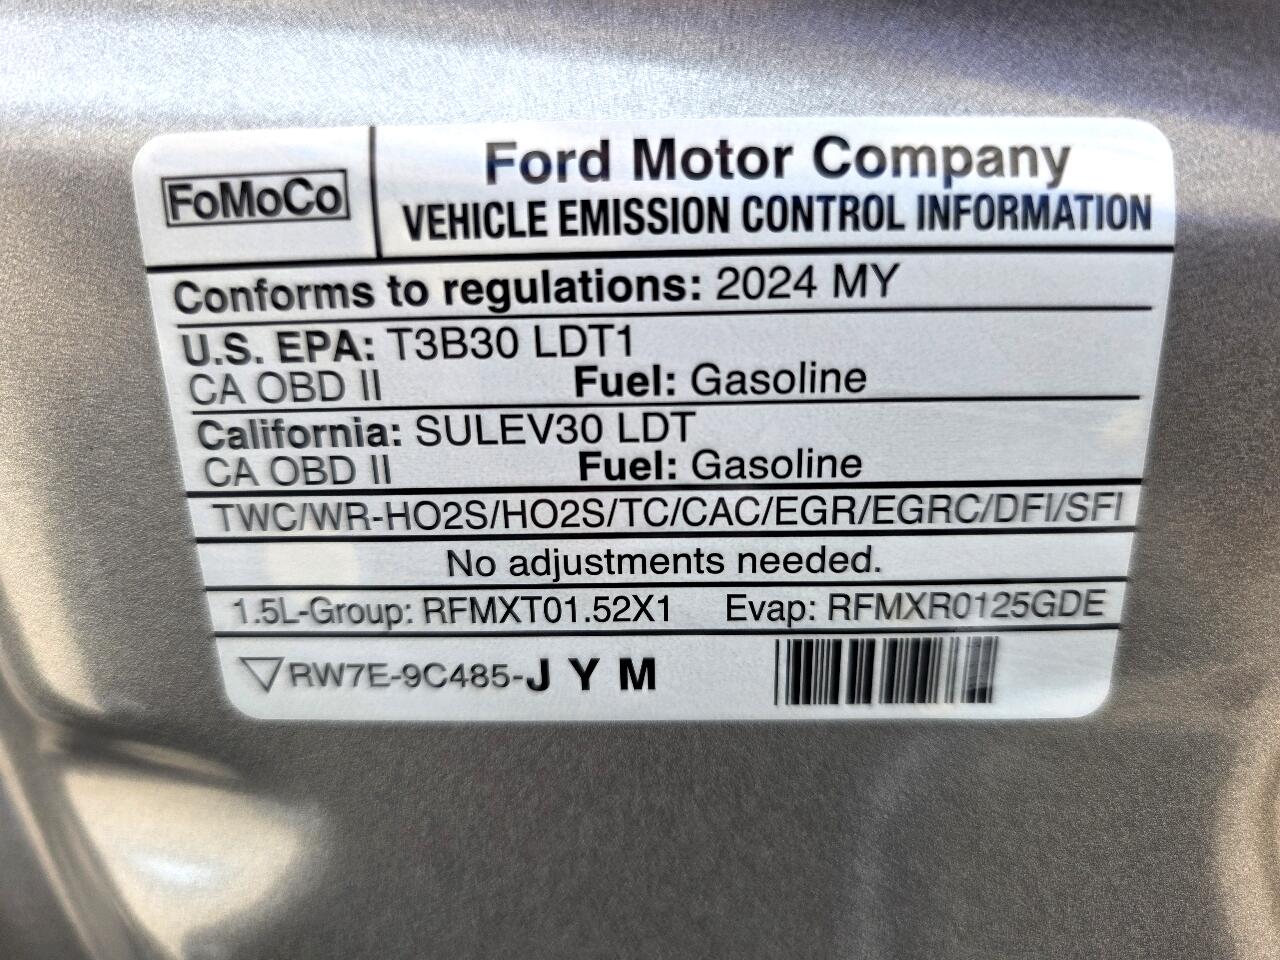 FoMoCo
Ford Motor Company
VEHICLE EMISSION CONTROL INFORMATION
Conforms to regulations: 2024 MY
U.S. EPA: T3B30 LDT1
CA OBD II Fuel: Gasoline
California: SULEV30 LDT
CA OBD II Fuel: Gasoline
TWC/WR-HO2S/HO2S/TC/CAC/EGR/EGRC/DFI/SFI
No adjustments needed.
1.5L-Group: RFMXT01.52X1 Evap: RFMXR0125GDE
RW7E-9C485-J Y M